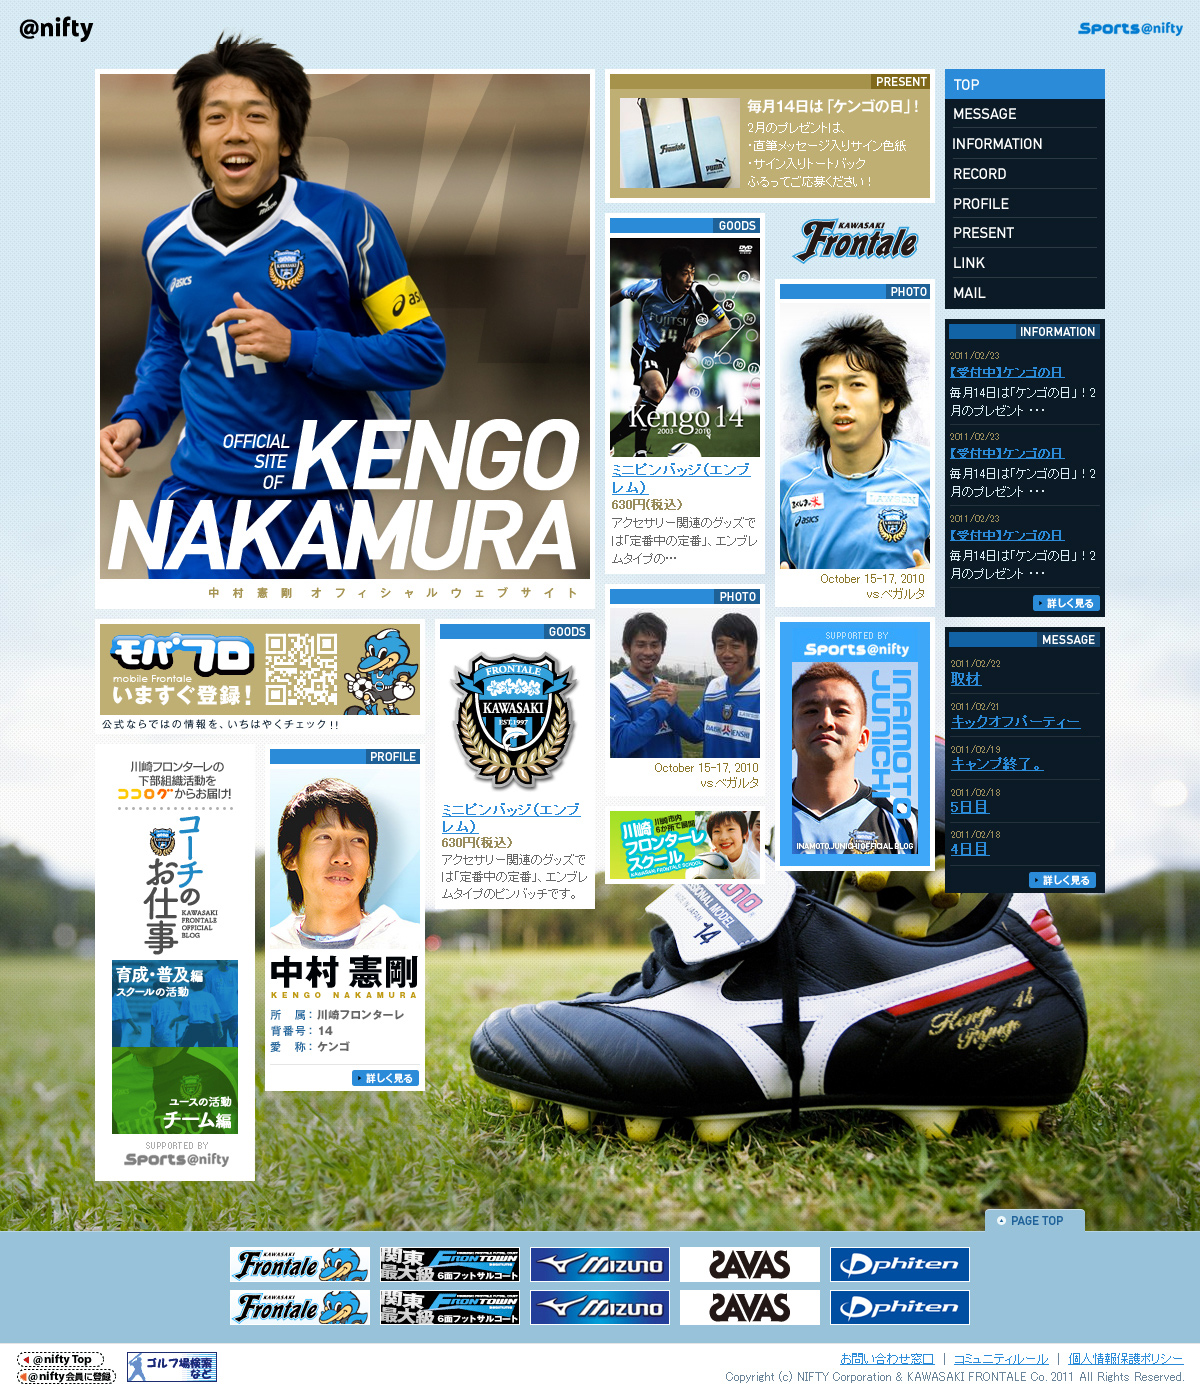 @nifty
Sports@nifty
OFFICIAL
SITE
OF
KENGO
NAKAMURA
中村憲剛 オフィシャルウェブサイト
PRESENT
毎月14日は「ケンゴの日」!
2月のプレゼントは、
・直筆メッセージ入りサイン色紙
・サイン入りトートバック
ふるってご応募ください!
TOP
MESSAGE
INFORMATION
RECORD
PROFILE
PRESENT
LINK
MAIL
GOODS
DVD
FUJITSU
14
Kengo 14
2003 - 2010
ミニピンバッジ(エンブ
レム)
630円(税込)
アクセサリー関連のグッズで
は「定番中の定番」、エンブレ
ムタイプの…
KAWASAKI
Frontale
PHOTO
October 15-17, 2010
vs.ベガルタ
INFORMATION
2011/02/23
【受付中】ケンゴの日
毎月14日は「ケンゴの日」!2
月のプレゼント ・・・
2011/02/23
【受付中】ケンゴの日
毎月14日は「ケンゴの日」!2
月のプレゼント ・・・
2011/02/23
【受付中】ケンゴの日
毎月14日は「ケンゴの日」!2
月のプレゼント ・・・
詳しく見る
MESSAGE
2011/02/22
取材
2011/02/21
キックオフパーティー
2011/02/19
キャンプ終了。
2011/02/18
5日目
2011/02/18
4日目
詳しく見る
モバフロ
mobile Frontale
いますぐ登録!
公式ならではの情報を、いちはやくチェック!!
GOODS
FRONTALE
KAWASAKI
EST.1997
ミニピンバッジ(エンブ
レム)
630円(税込)
アクセサリー関連のグッズで
は「定番中の定番」、エンブレ
ムタイプのピンバッチです。
PHOTO
October 15-17, 2010
vs.ベガルタ
川崎市内
6か所で展開
川崎
フロンターレ
スクール
KAWASAKI FRONTALE SCHOOL
SUPPORTED BY
Sports@nifty
INAMOTO
JUNICHI
INAMOTO JUNICHI OFFICIAL BLOG
川崎フロンターレの
下部組織活動を
ココログからお届け!
コーチの
お仕事
KAWASAKI
FRONTALE
OFFICIAL
BLOG
育成・普及編
スクールの活動
ユースの活動
チーム編
SUPPORTED BY
Sports@nifty
PROFILE
中村 憲剛
KENGO NAKAMURA
所 属: 川崎フロンターレ
背番号: 14
愛 称: ケンゴ
詳しく見る
PAGE TOP
KAWASAKI
Frontale
関東
最大級
FRONTOWN
6面フットサルコート
MIZUNO
SAVAS
phiten
KAWASAKI
Frontale
関東
最大級
FRONTOWN
6面フットサルコート
MIZUNO
SAVAS
phiten
@nifty Top
@nifty会員に登録
ゴルフ場検索
など
お問い合わせ窓口 | コミュニティルール | 個人情報保護ポリシー
Copyright (c) NIFTY Corporation & KAWASAKI FRONTALE Co. 2011 All Rights Reserved.